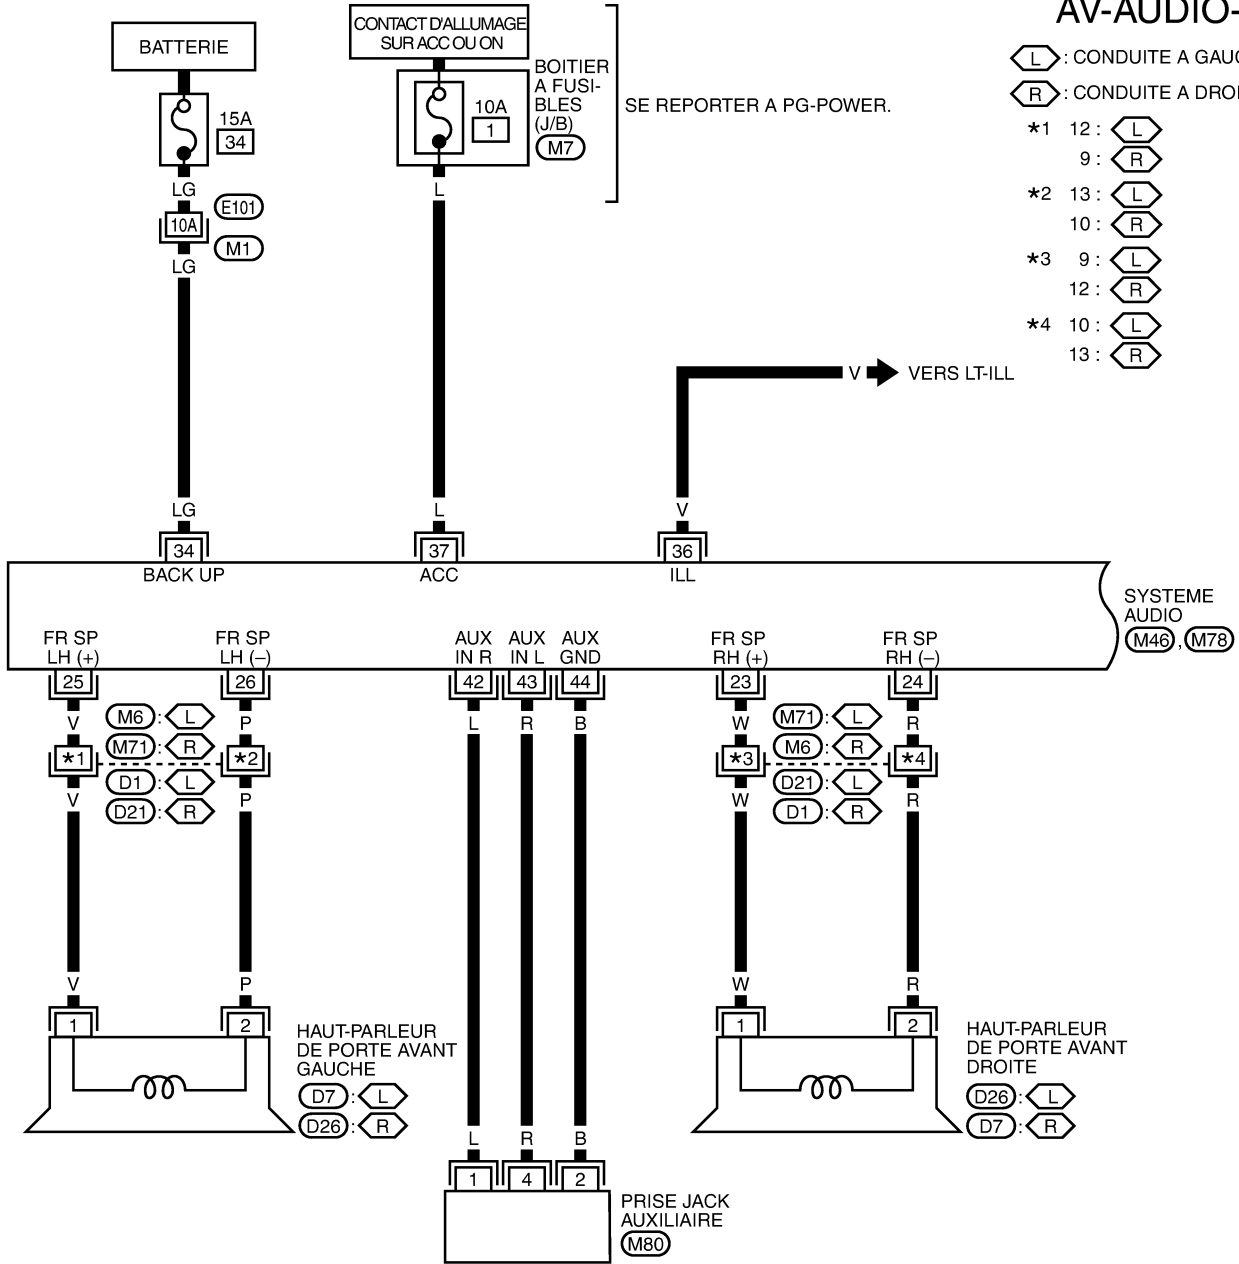 AV-AUDIO-
BATTERIE
CONTACT D'ALLUMAGE
SUR ACC OU ON
BOITIER
A FUSI-
BLES
(J/B)
M7
15A
34
10A
1
SE REPORTER A PG-POWER.
L : CONDUITE A GAUC
R : CONDUITE A DROI
*1 12 : L
9 : R
*2 13 : L
10 : R
*3 9 : L
12 : R
*4 10 : L
13 : R
LG
L
10A
E101
M1
LG
V VERS LT-ILL
LG
L
V
34
37
36
BACK UP
ACC
ILL
SYSTEME
AUDIO
M46 , M78
FR SP
LH (+)
FR SP
LH (–)
AUX
IN R
AUX
IN L
AUX
GND
FR SP
RH (+)
FR SP
RH (–)
25
26
42
43
44
23
24
V
M6 : L
P
L
R
B
W
M71 : L
R
*1
M71 : R
*2
*3
M6 : R
*4
V
D1 : L
P
W
D21 : L
R
D21 : R
D1 : R
V
P
W
R
1
2
1
2
HAUT-PARLEUR
DE PORTE AVANT
GAUCHE
D7 : L
D26 : R
HAUT-PARLEUR
DE PORTE AVANT
DROITE
D26 : L
D7 : R
L
R
B
1
4
2
PRISE JACK
AUXILIAIRE
M80